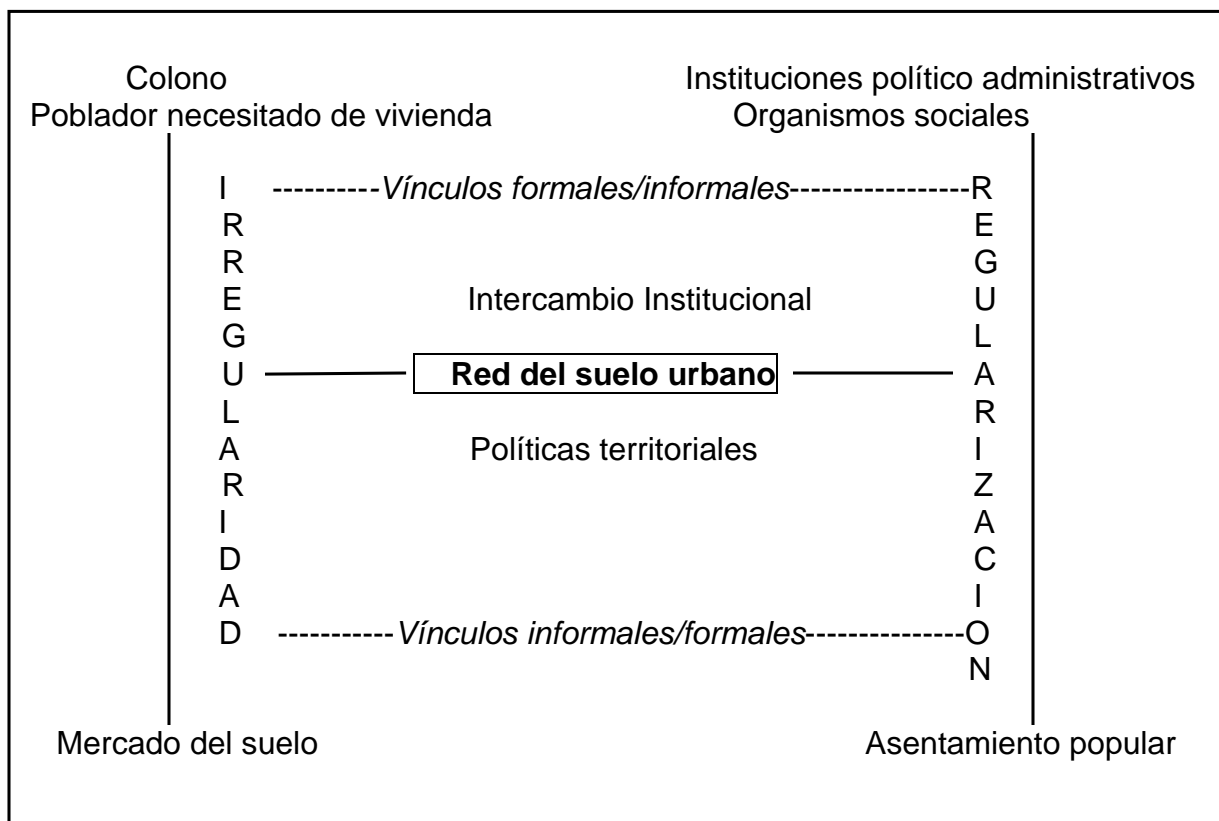 Colono
Poblador necesitado de vivienda
Instituciones político administrativos
Organismos sociales
I ----------Vínculos formales/informales-----------------R
R E
R G
E Intercambio Institucional U
G L
U Red del suelo urbano A
L R
A Políticas territoriales I
R Z
I A
D C
A I
D -----------Vínculos informales/formales---------------O
N
Mercado del suelo
Asentamiento popular